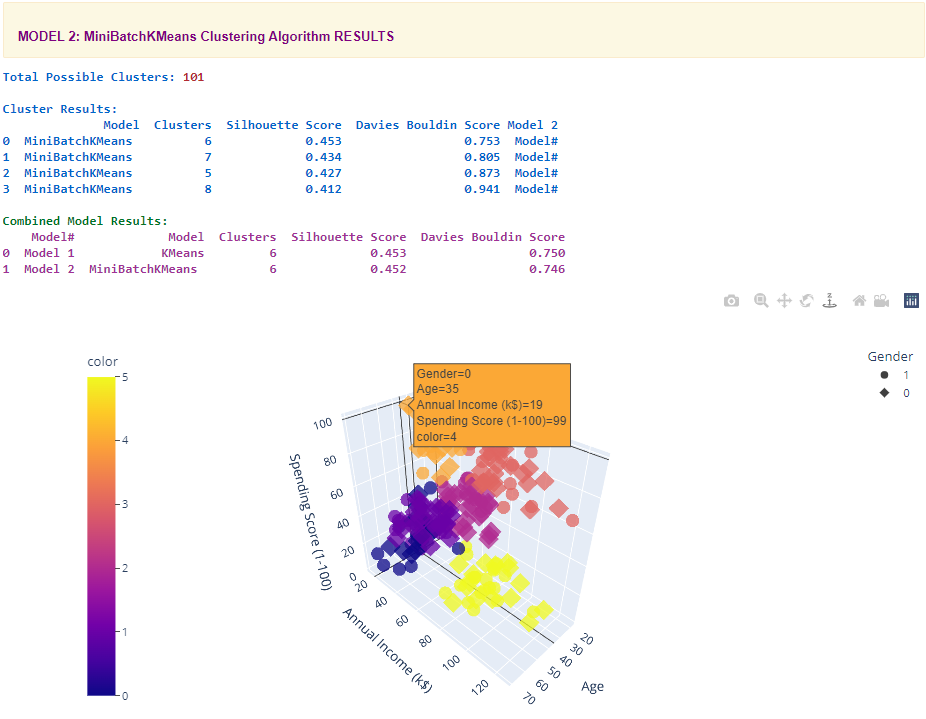 MODEL 2: MiniBatchKMeans Clustering Algorithm RESULTS
Total Possible Clusters: 101
Cluster Results:
Model Clusters Silhouette Score Davies Bouldin Score Model 2
0 MiniBatchKMeans 6 0.453 0.753 Model#
1 MiniBatchKMeans 7 0.434 0.805 Model#
2 MiniBatchKMeans 5 0.427 0.873 Model#
3 MiniBatchKMeans 8 0.412 0.941 Model#
Combined Model Results:
Model# Model Clusters Silhouette Score Davies Bouldin Score
0 Model 1 KMeans 6 0.453 0.750
1 Model 2 MiniBatchKMeans 6 0.452 0.746
z
color
5
4
3
2
1
0
Gender=0
Age=35
Annual Income (k$)=19
Spending Score (1-100)=99
color=4
Gender
1
0
100
80
60
40
20
0
Spending Score (1-100)
20
40
60
80
100
120
Annual Income (k$)
20
30
40
50
60
70
Age